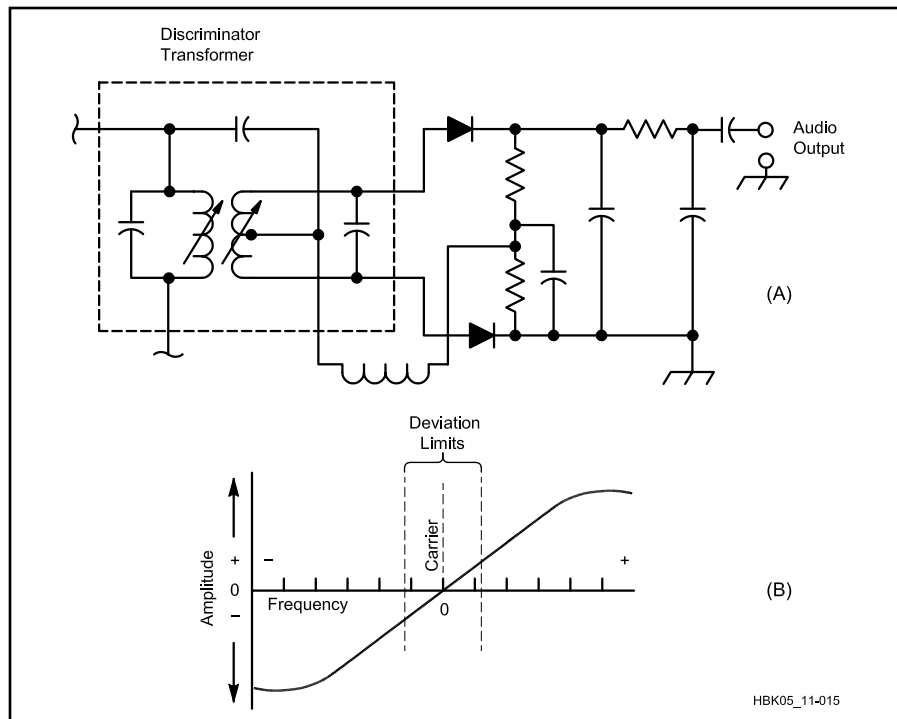 Discriminator
Transformer
Audio
Output
(A)
Deviation
Limits
Carrier
Amplitude
+
0
−
−
+
Frequency
0
(B)
HBK05_11-015